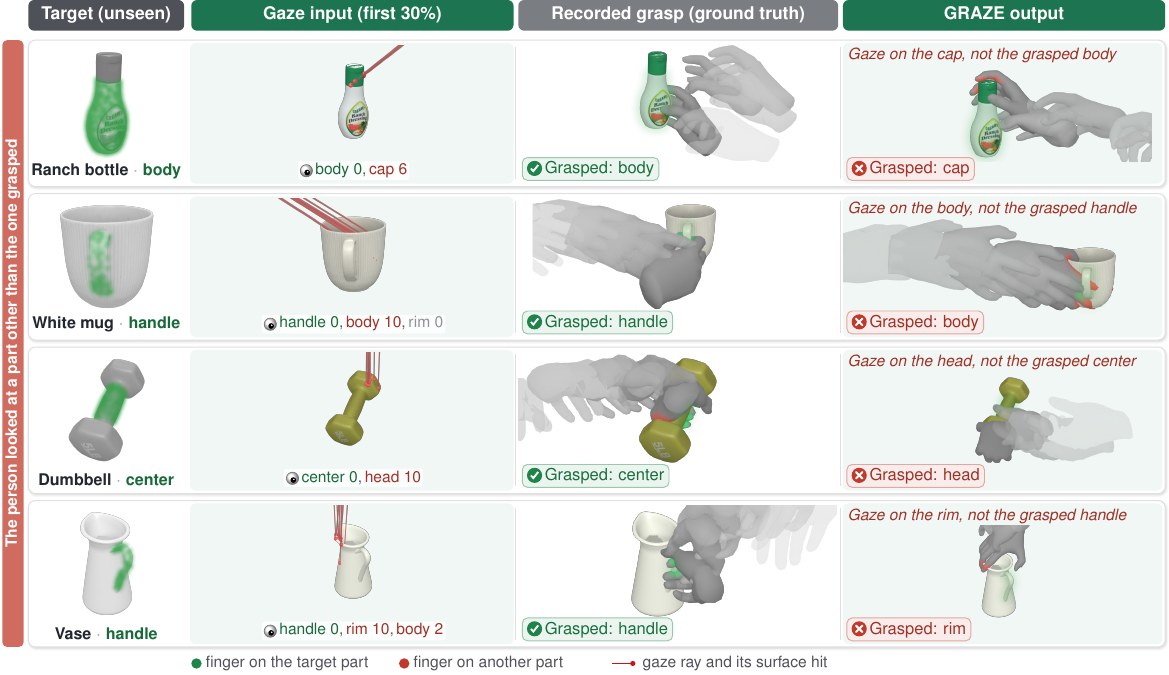 Target (unseen)
Gaze input (first 30%)
Recorded grasp (ground truth)
GRAZE output
The person looked at a part other than the one grasped
Ranch bottle · body
body 0, cap 6
Grasped: body
Gaze on the cap, not the grasped body
Grasped: cap
White mug · handle
handle 0, body 10, rim 0
Grasped: handle
Gaze on the body, not the grasped handle
Grasped: body
Dumbbell · center
center 0, head 10
Grasped: center
Gaze on the head, not the grasped center
Grasped: head
Vase · handle
handle 0, rim 10, body 2
Grasped: handle
Gaze on the rim, not the grasped handle
Grasped: rim
finger on the target part
finger on another part
gaze ray and its surface hit